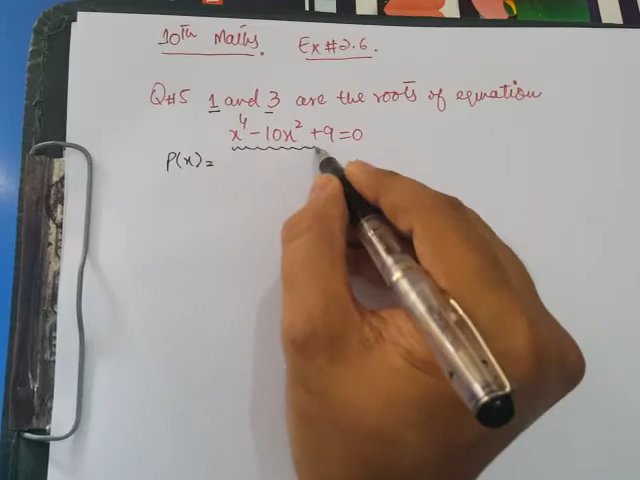 10th Maths. Ex#2.6.
Q#5 1 and 3 are the roots of equation
x⁴ - 10x² + 9 = 0
P(x) =